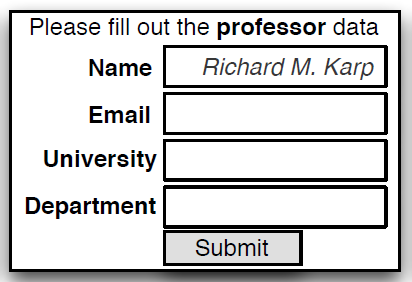 Please fill out the professor data
Name Richard M. Karp
Email
University
Department
Submit